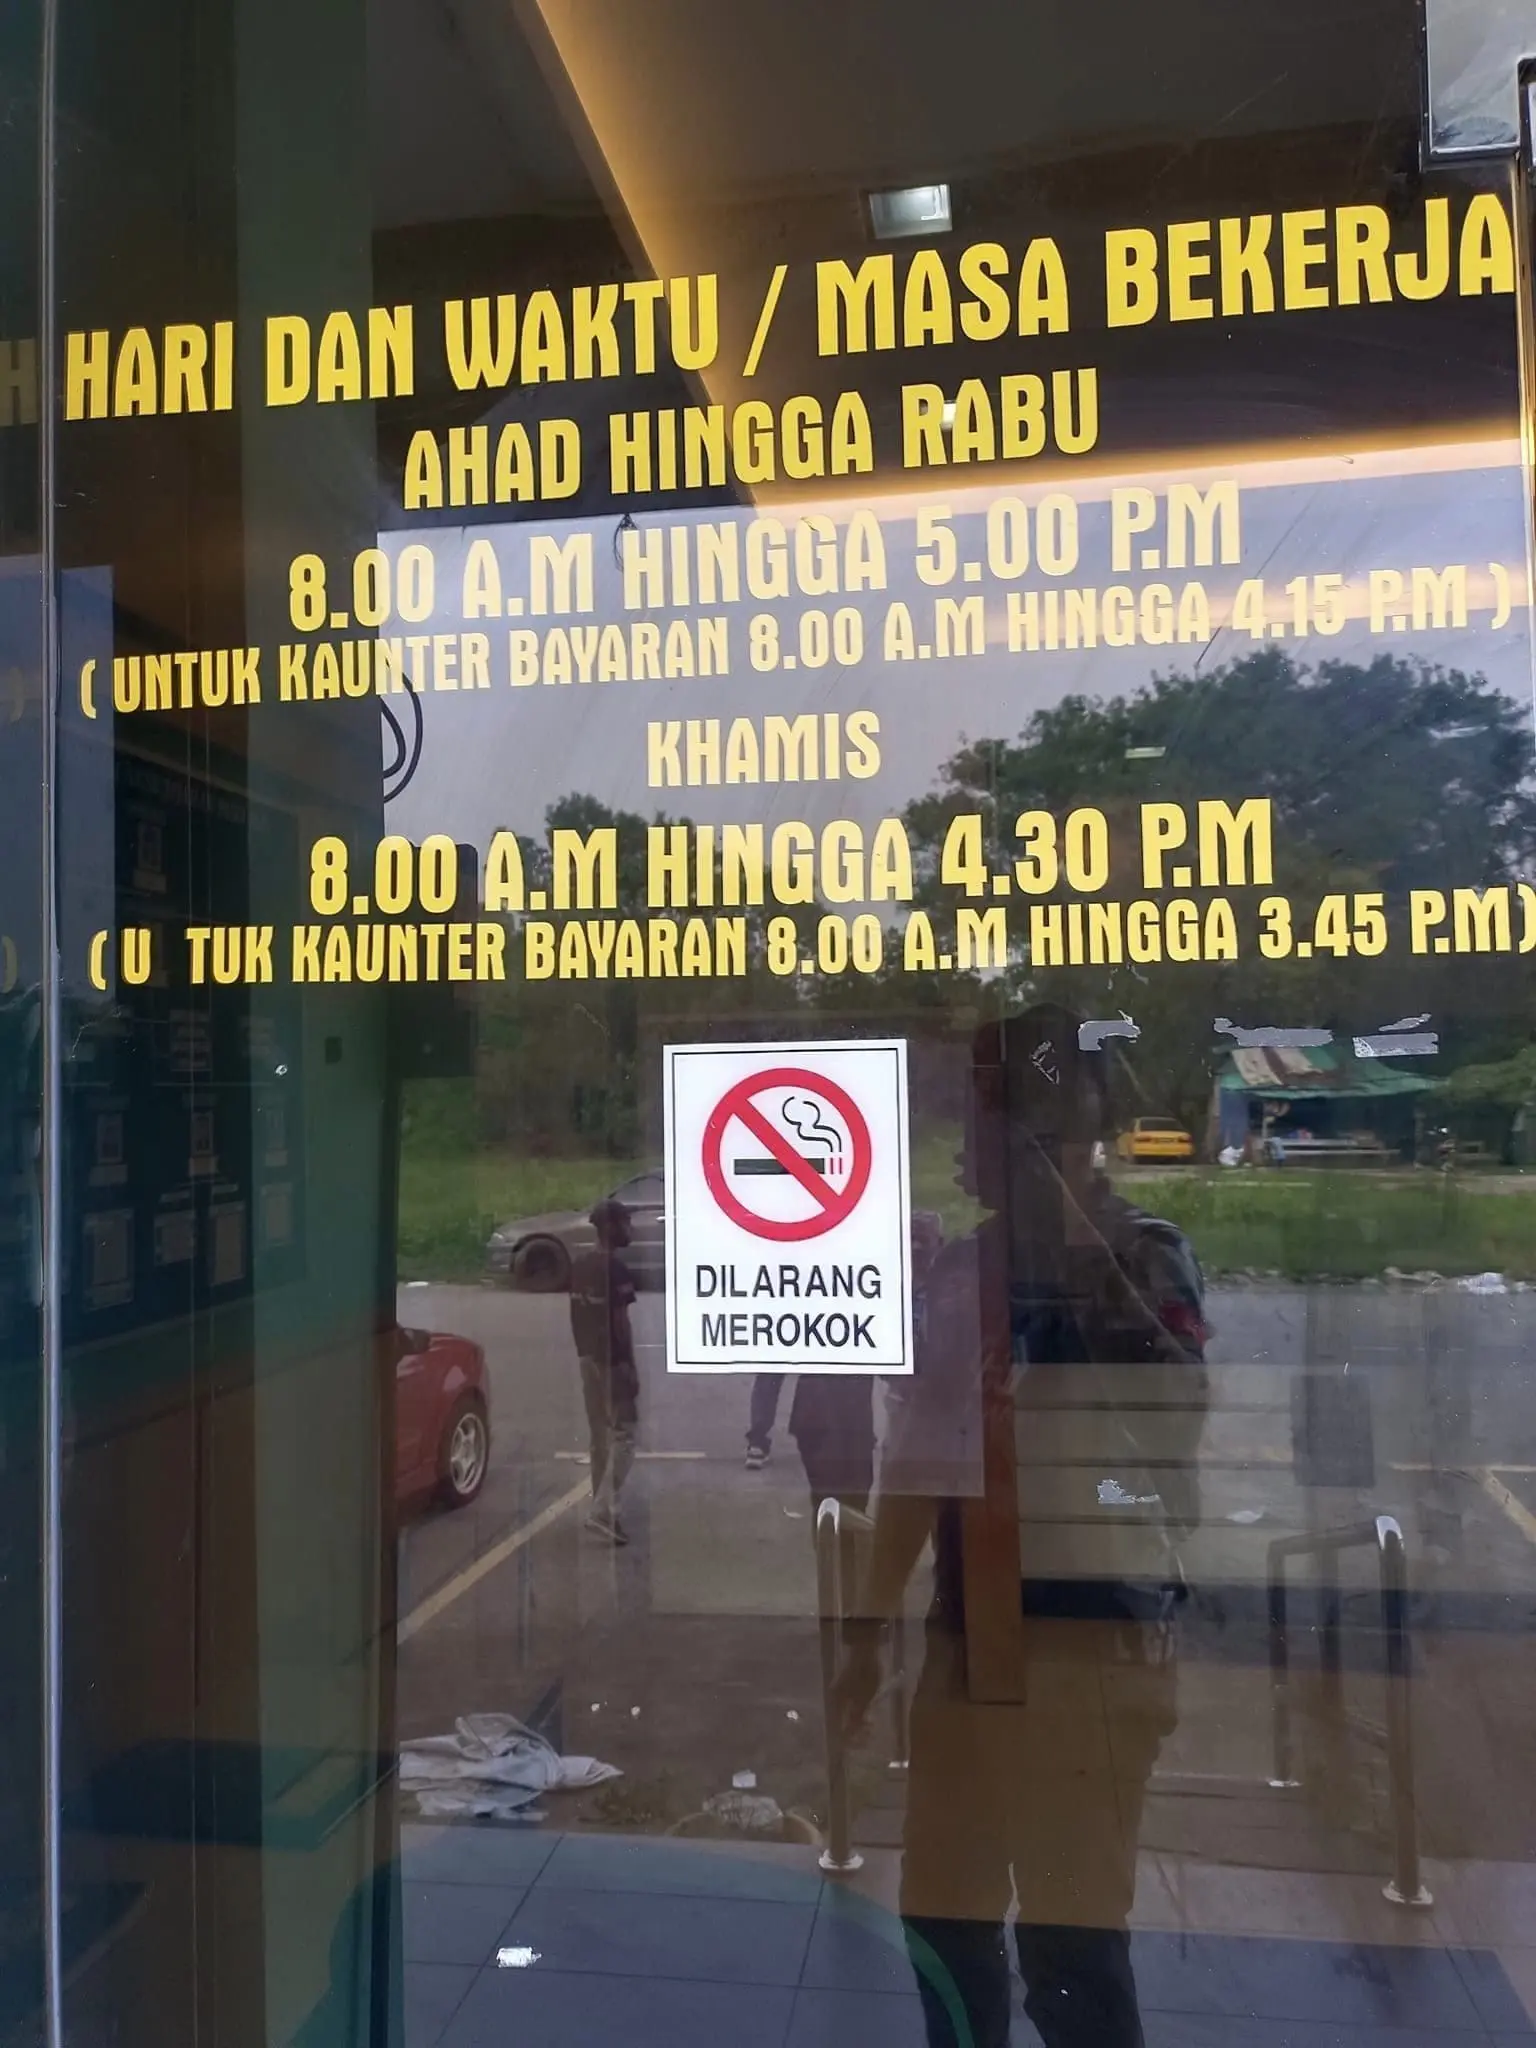 HARI DAN WAKTU / MASA BEKERJA
AHAD HINGGA RABU
8.00 A.M HINGGA 5.00 P.M
( UNTUK KAUNTER BAYARAN 8.00 A.M HINGGA 4.15 P.M )
KHAMIS
8.00 A.M HINGGA 4.30 P.M
( U TUK KAUNTER BAYARAN 8.00 A.M HINGGA 3.45 P.M)
DILARANG
MEROKOK